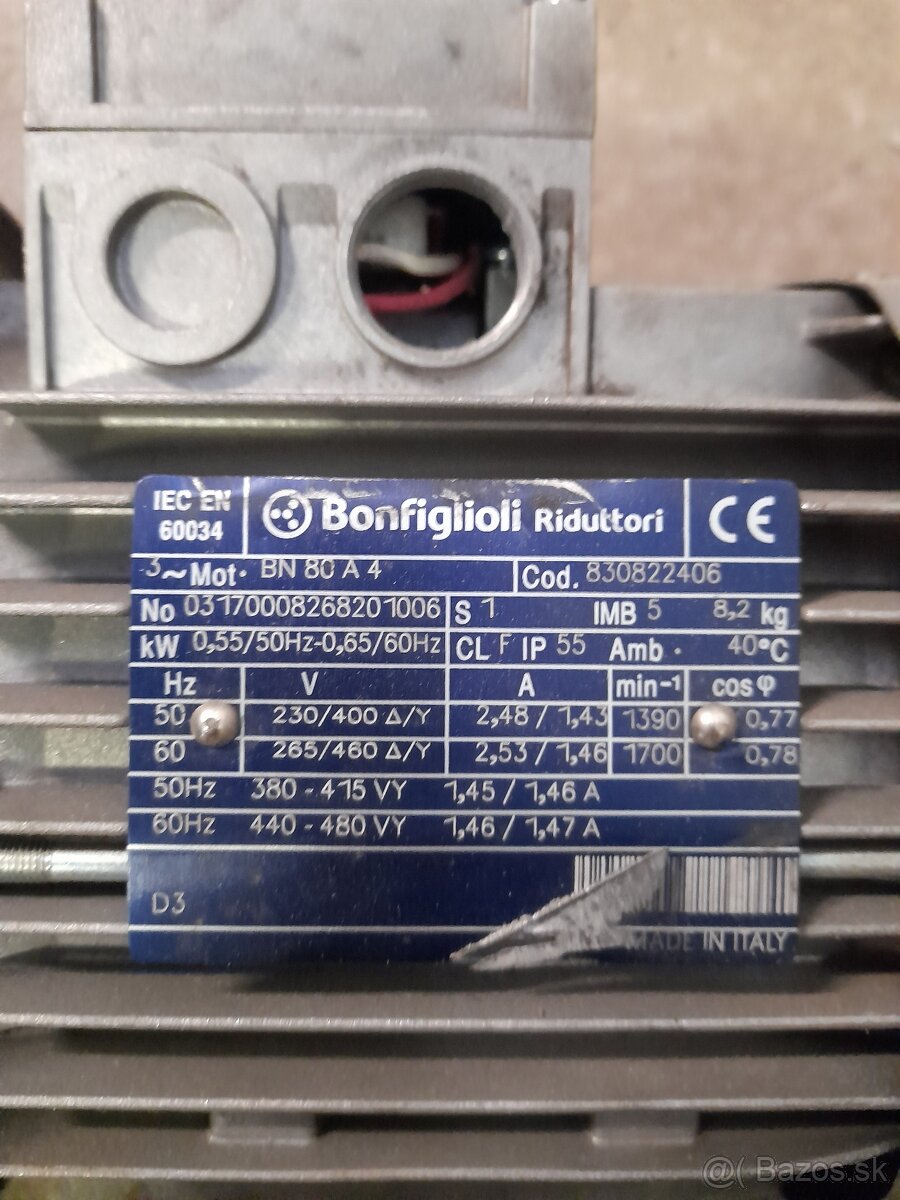 IEC EN
60034
Bonfiglioli Riduttori
CE
3~Mot. BN 80 A 4 Cod. 830822406
No 0317000826820​1006 S 1 IMB 5 8,2 kg
kW 0,55/50Hz-0,65/60Hz CL F IP 55 Amb. 40°C
Hz V A min-1 cosφ
50 230/400 Δ/Y 2,48 / 1,43 1390 0,77
60 265/460 Δ/Y 2,53 / 1,46 1700 0,78
50Hz 380 - 415 VY 1,45 / 1,46 A
60Hz 440 - 480 VY 1,46 / 1,47 A
D3
MADE IN ITALY
@( Bazos.sk